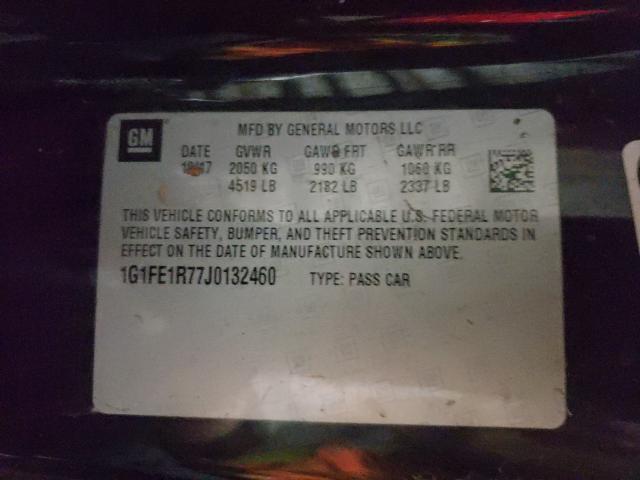 GM
MFD BY GENERAL MOTORS LLC
DATE GVWR GAWR FRT GAWR RR
2050 KG 990 KG 1060 KG
4519 LB 2182 LB 2337 LB
THIS VEHICLE CONFORMS TO ALL APPLICABLE U.S. FEDERAL MOTOR
VEHICLE SAFETY, BUMPER, AND THEFT PREVENTION STANDARDS IN
EFFECT ON THE DATE OF MANUFACTURE SHOWN ABOVE.
1G1FE1R77J0132460 TYPE: PASS CAR